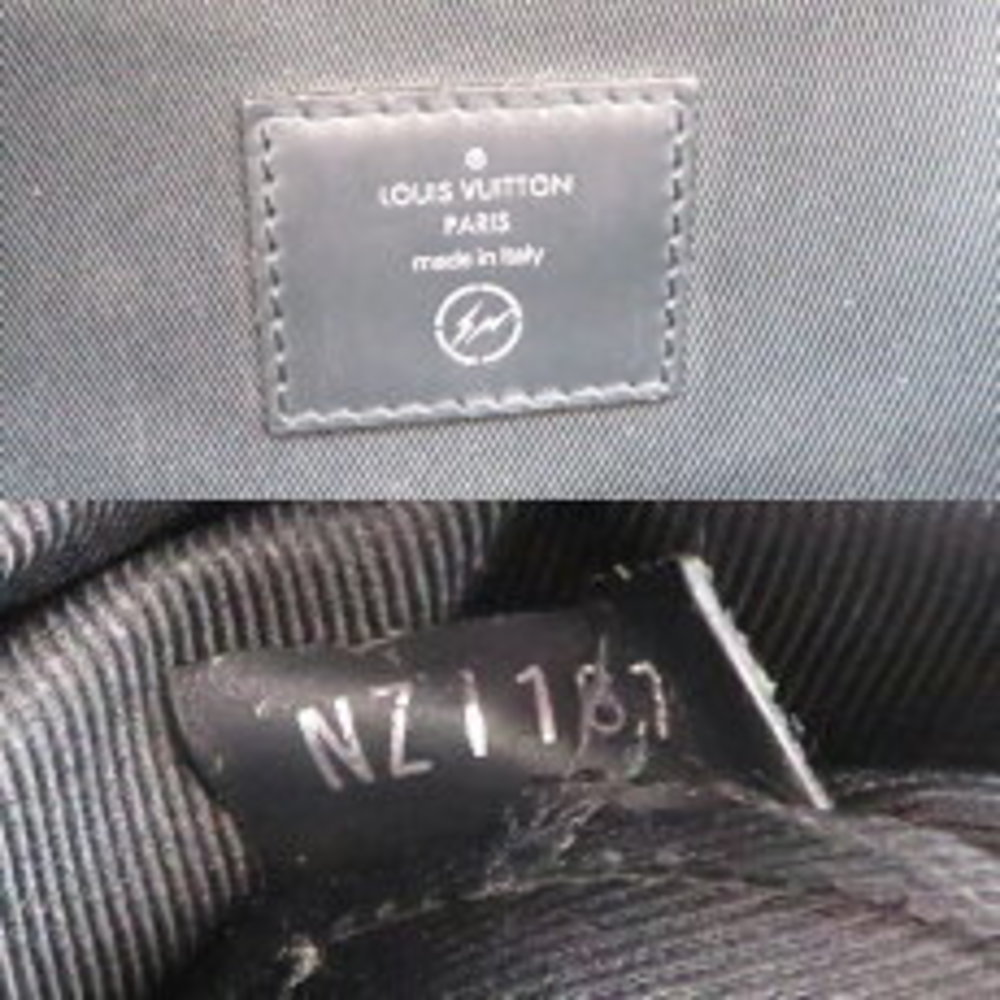 LOUIS VUITTON
PARIS
made in Italy
NZ1167